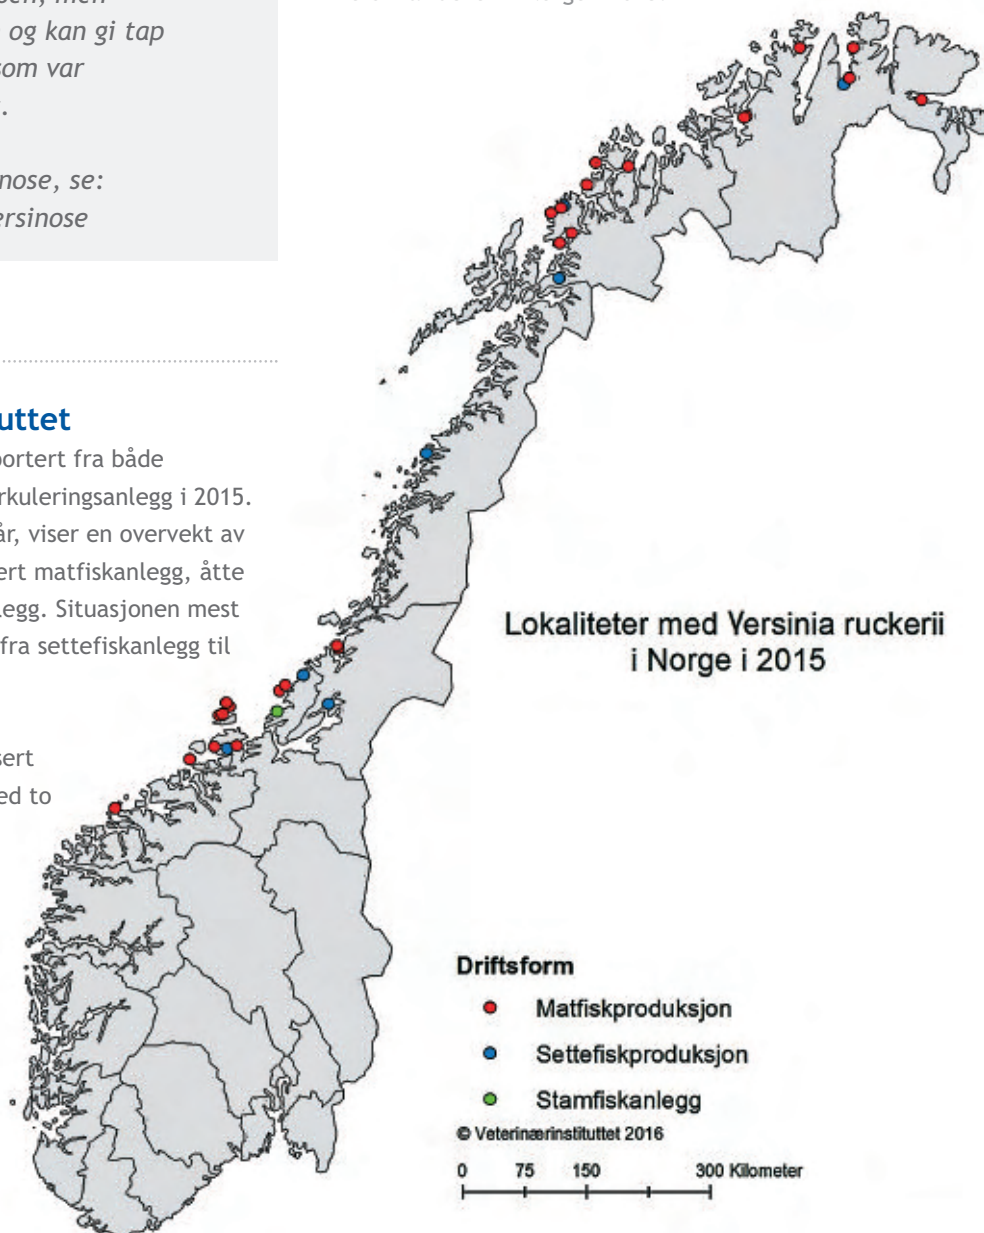 og kan gi tap
som var
nose, se:
ersinose
uttet
ortert fra både
rkuleringsanlegg i 2015.
år, viser en overvekt av
ert matfiskanlegg, åtte
legg. Situasjonen mest
fra settefiskanlegg til
sert
ed to
Lokaliteter med Yersinia ruckerii
i Norge i 2015
Driftsform
Matfiskproduksjon
Settefiskproduksjon
Stamfiskanlegg
© Veterinærinstituttet 2016
0 75 150 300 Kilometer